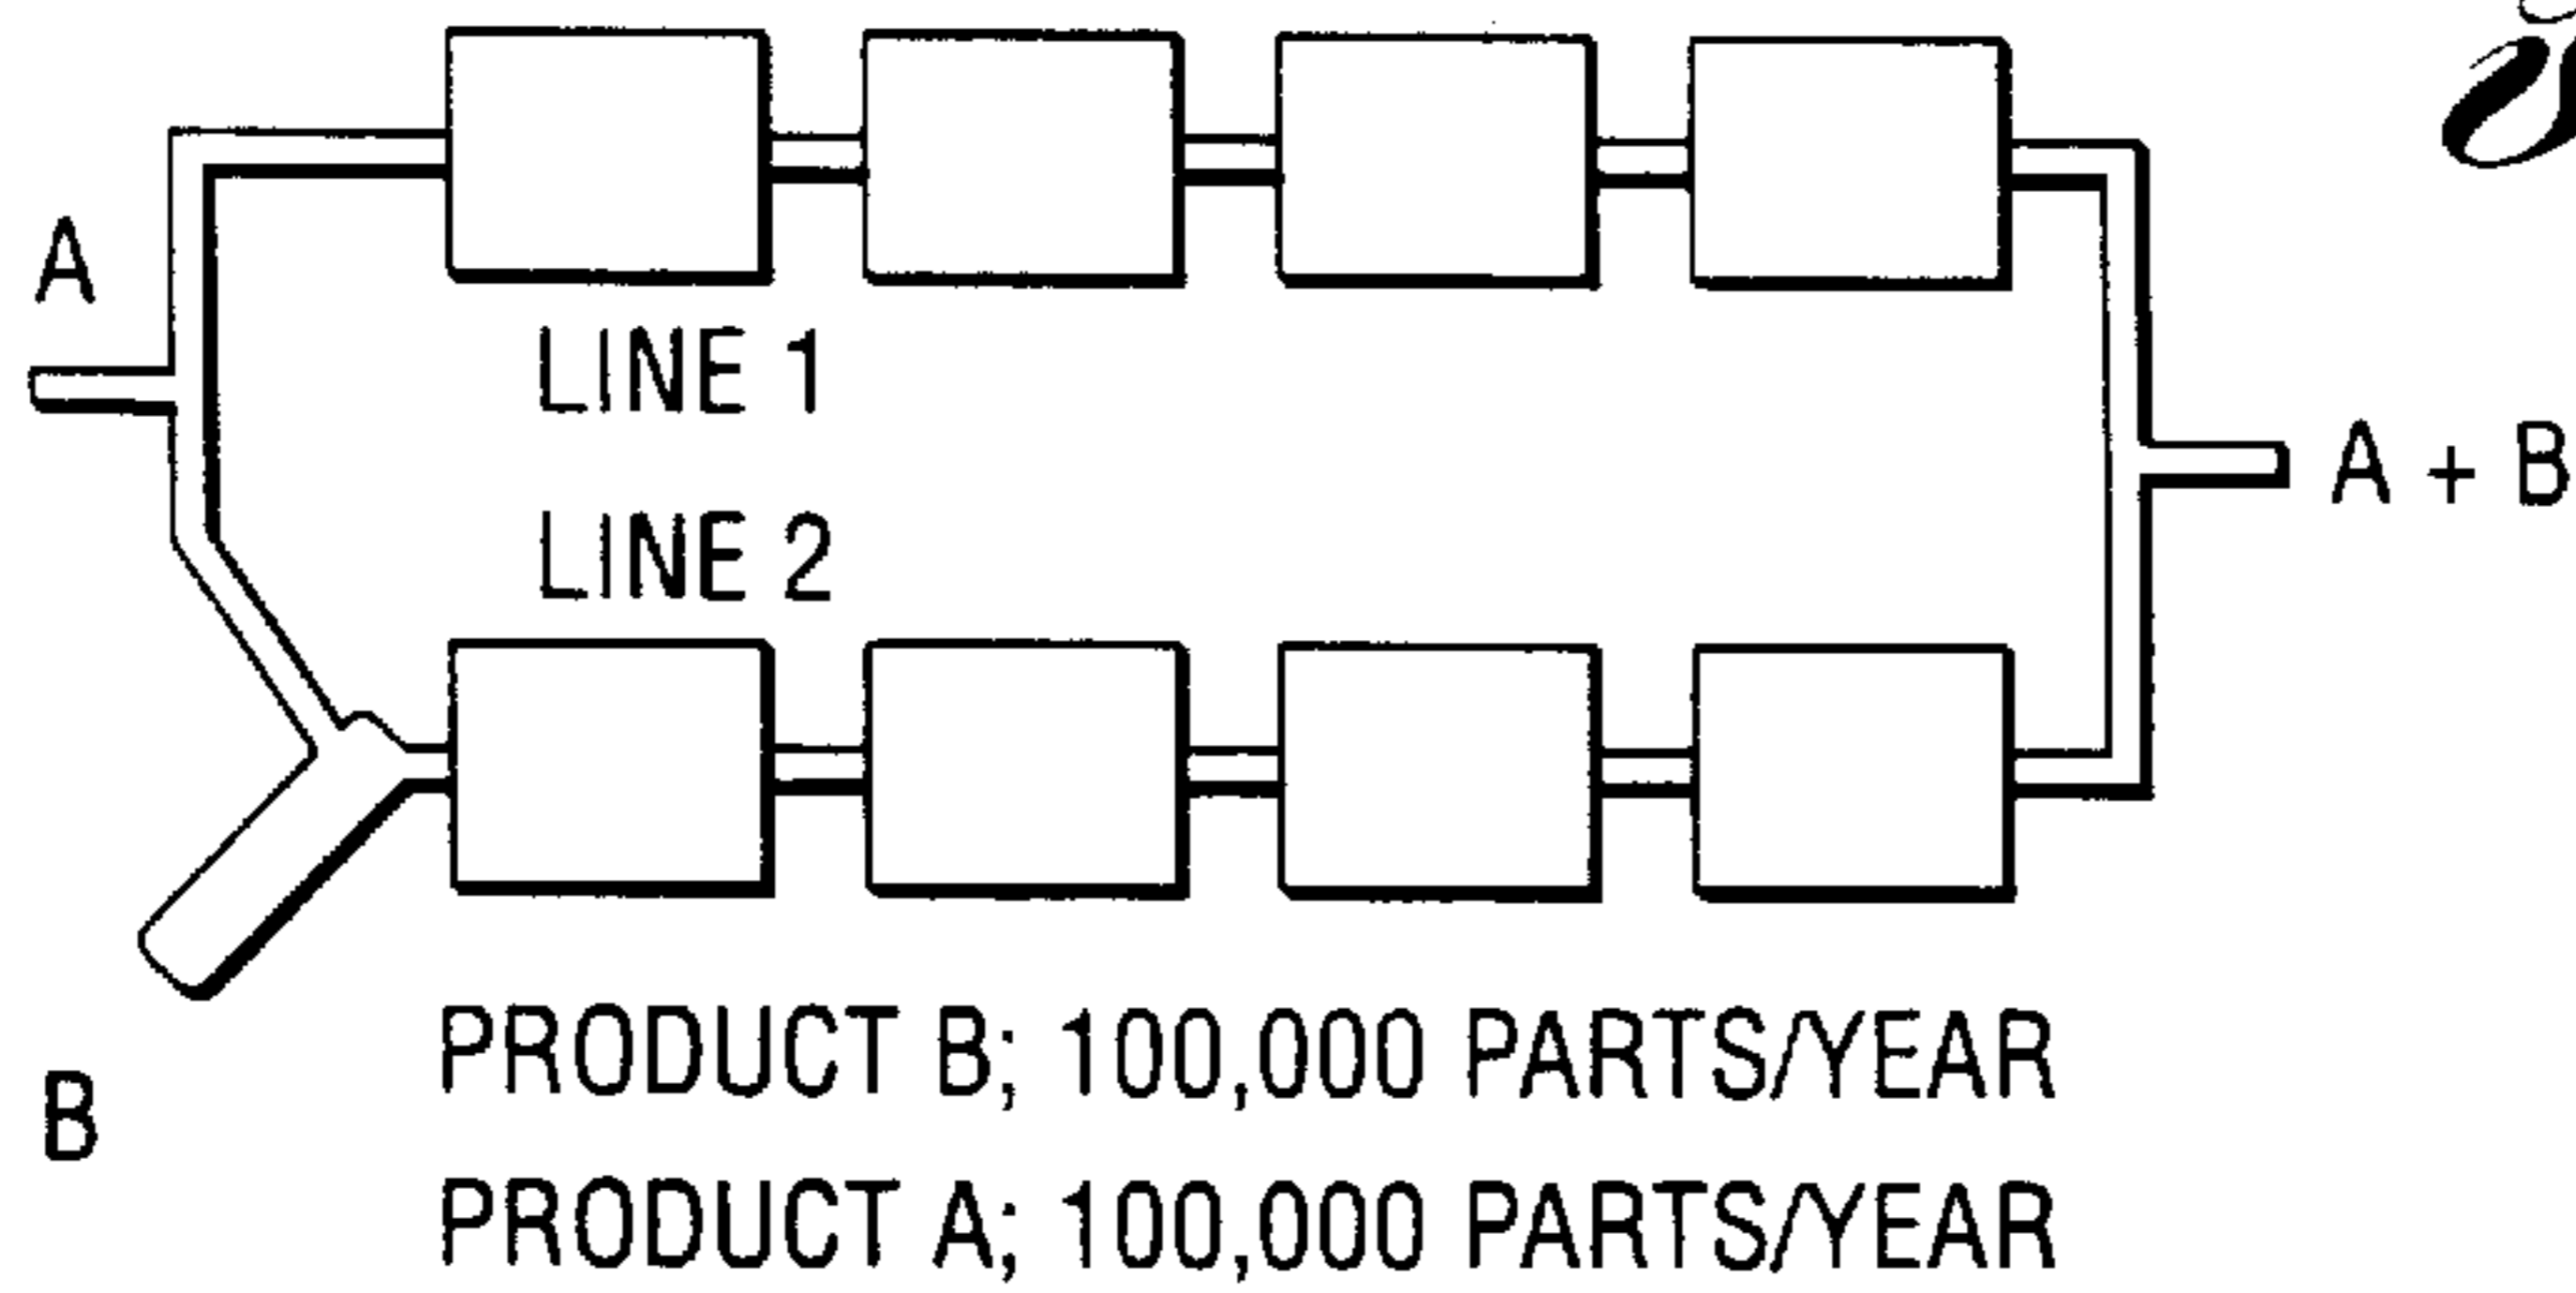 A
LINE 1
A + B
LINE 2
PRODUCT B; 100,000 PARTS/YEAR
B
PRODUCT A; 100,000 PARTS/YEAR